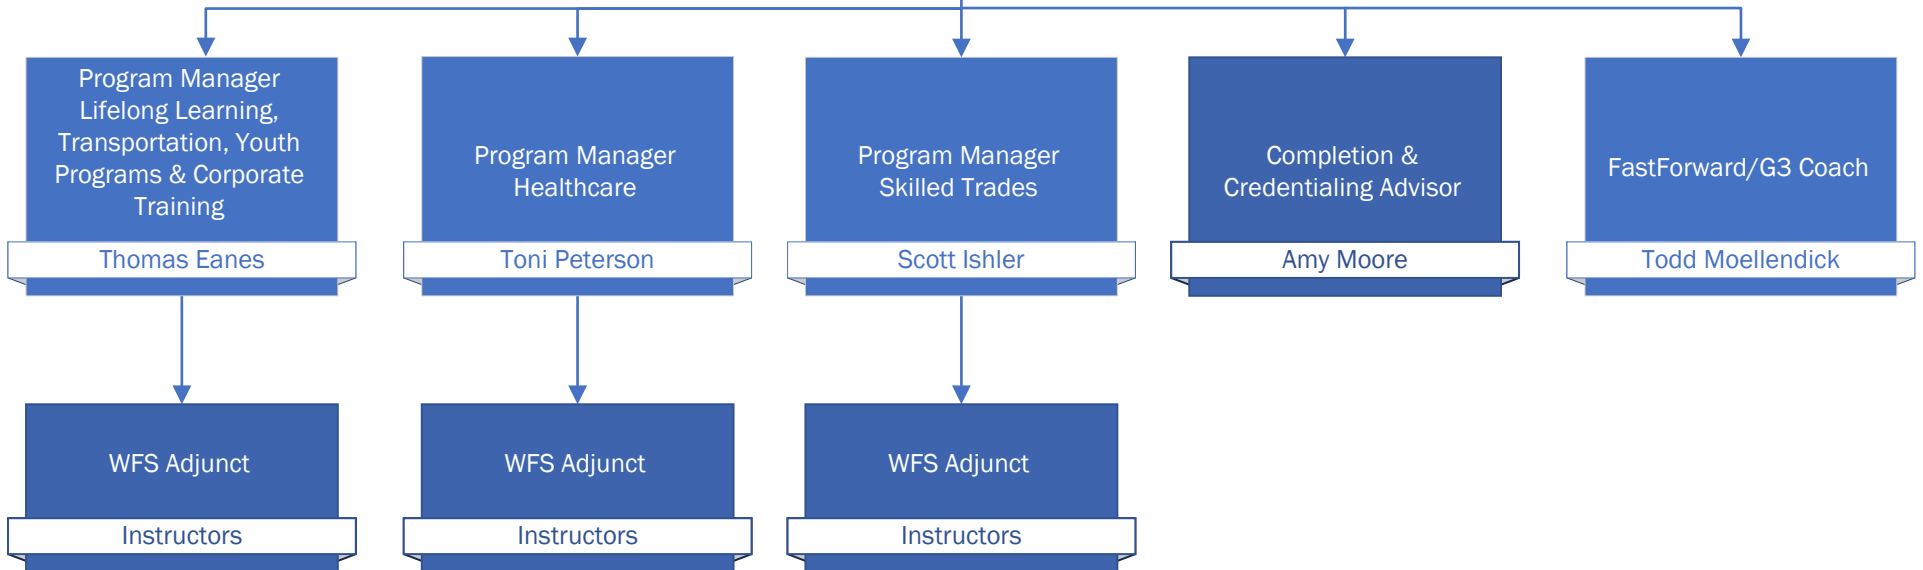 Program Manager
Lifelong Learning,
Transportation, Youth
Programs & Corporate
Training
Thomas Eanes
Program Manager
Healthcare
Toni Peterson
Program Manager
Skilled Trades
Scott Ishler
Completion &
Credentialing Advisor
Amy Moore
FastForward/G3 Coach
Todd Moellendick
WFS Adjunct
Instructors
WFS Adjunct
Instructors
WFS Adjunct
Instructors